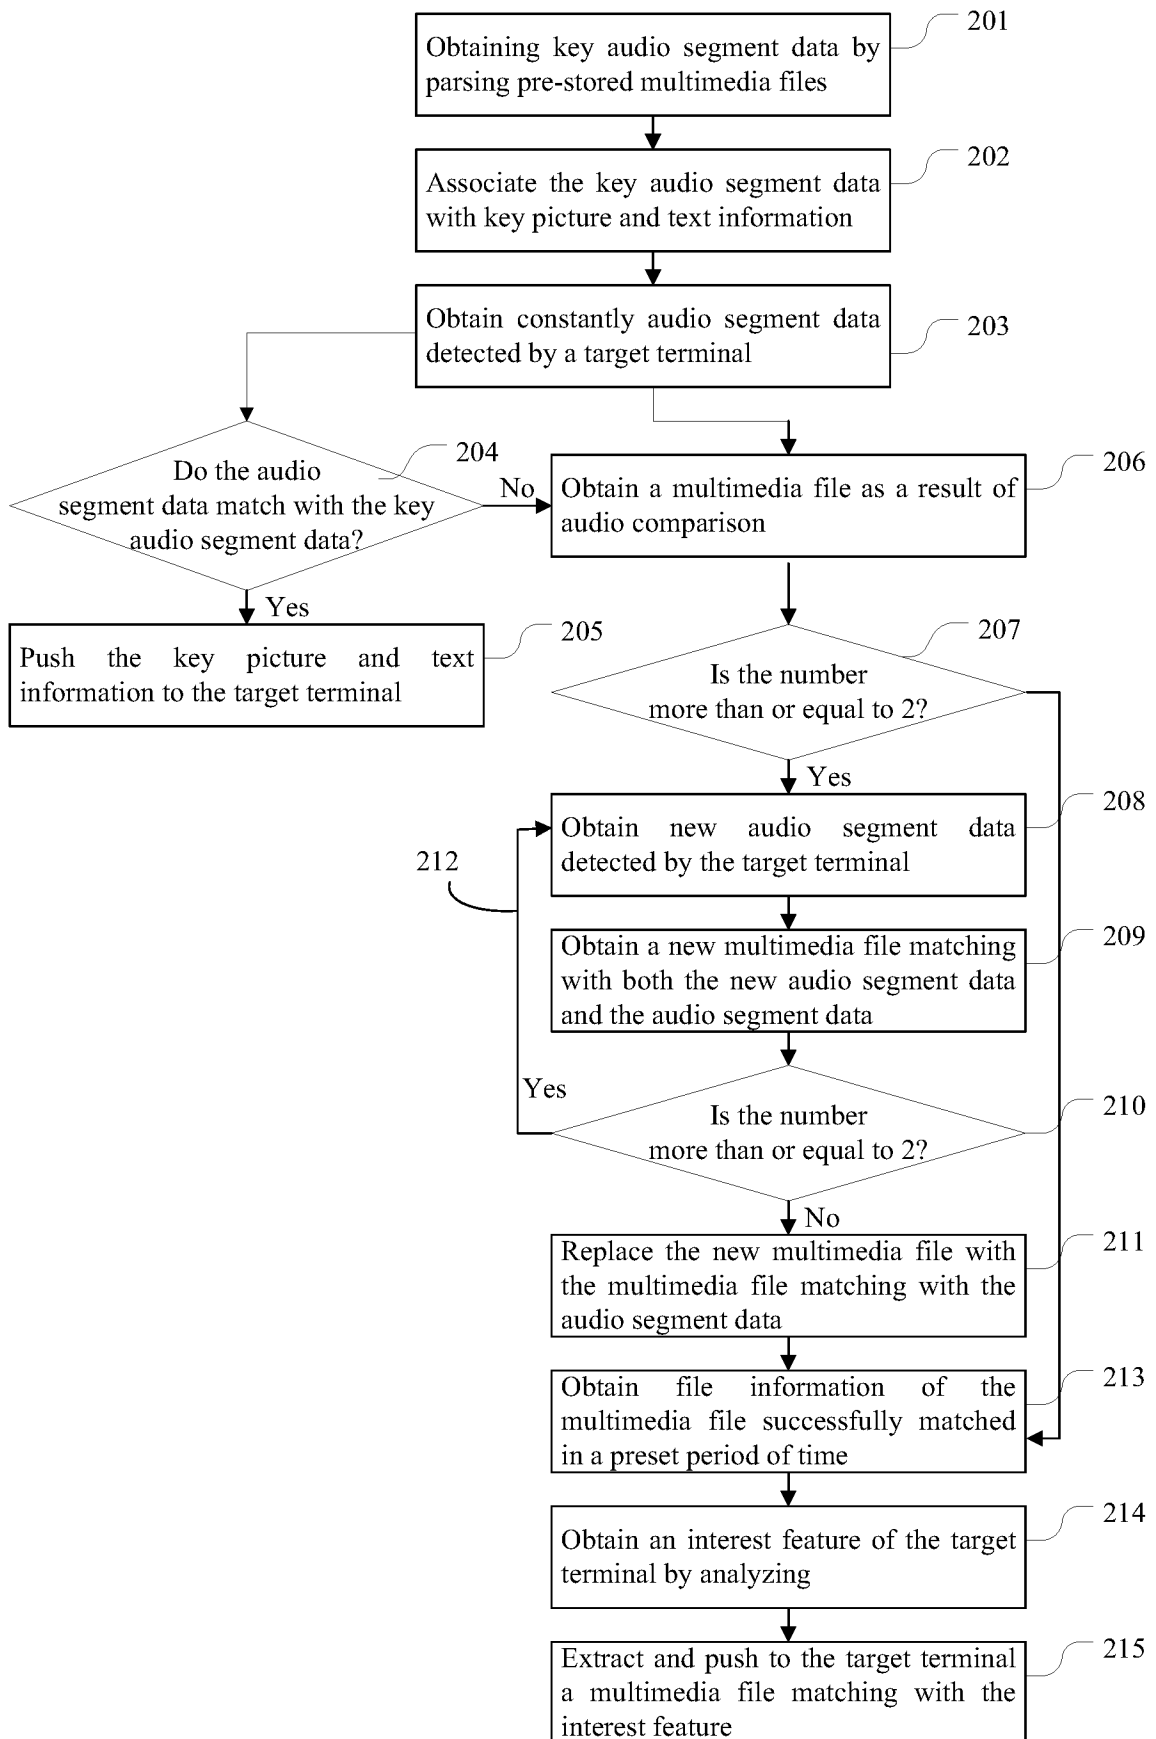 Obtaining key audio segment data by
parsing pre-stored multimedia files
201
Associate the key audio segment data
with key picture and text information
202
Obtain constantly audio segment data
detected by a target terminal
203
Do the audio
segment data match with the key
audio segment data?
204
No
Yes
Push the key picture and text
information to the target terminal
205
Obtain a multimedia file as a result of
audio comparison
206
Is the number
more than or equal to 2?
207
Yes
Obtain new audio segment data
detected by the target terminal
208
212
Obtain a new multimedia file matching
with both the new audio segment data
and the audio segment data
209
Yes
Is the number
more than or equal to 2?
210
No
Replace the new multimedia file with
the multimedia file matching with the
audio segment data
211
Obtain file information of the
multimedia file successfully matched
in a preset period of time
213
Obtain an interest feature of the target
terminal by analyzing
214
Extract and push to the target terminal
a multimedia file matching with the
interest feature
215